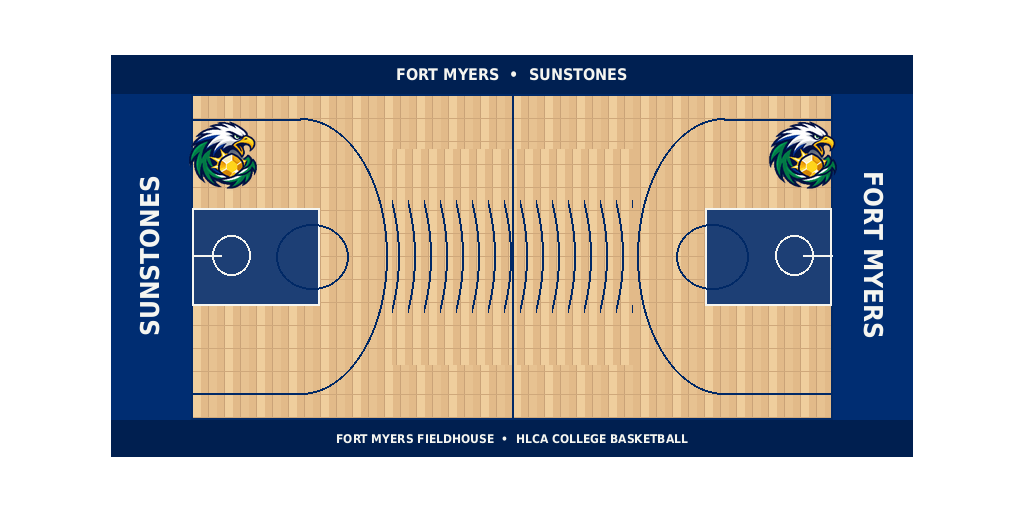 FORT MYERS • SUNSTONES
SUNSTONES
FORT MYERS
FORT MYERS FIELDHOUSE • HLCA COLLEGE BASKETBALL